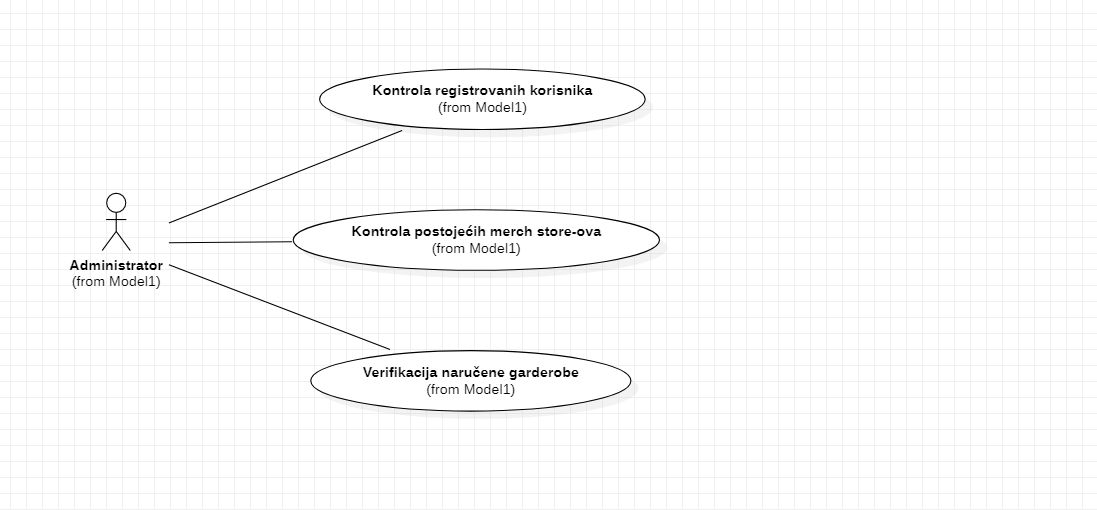 Kontrola registrovanih korisnika
(from Model1)
Kontrola postojećih merch store-ova
(from Model1)
Administrator
(from Model1)
Verifikacija naručene garderobe
(from Model1)